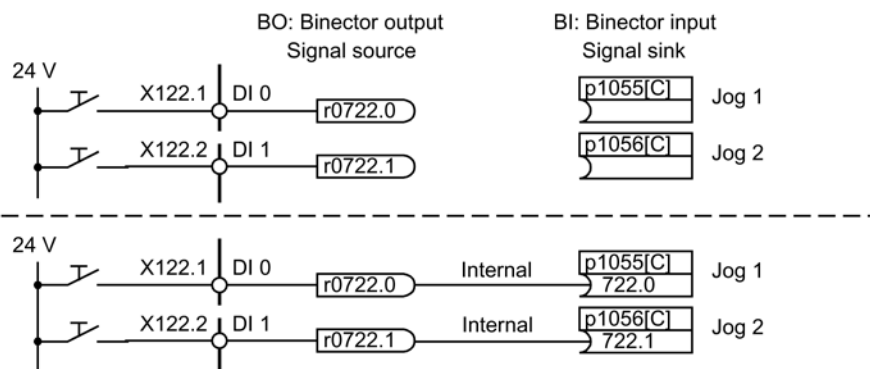 BO: Binector output BI: Binector input
Signal source Signal sink
24 V
X122.1 DI 0 r0722.0 p1055[C] Jog 1
X122.2 DI 1 r0722.1 p1056[C] Jog 2
24 V
X122.1 DI 0 r0722.0 Internal p1055[C] 722.0 Jog 1
X122.2 DI 1 r0722.1 Internal p1056[C] 722.1 Jog 2